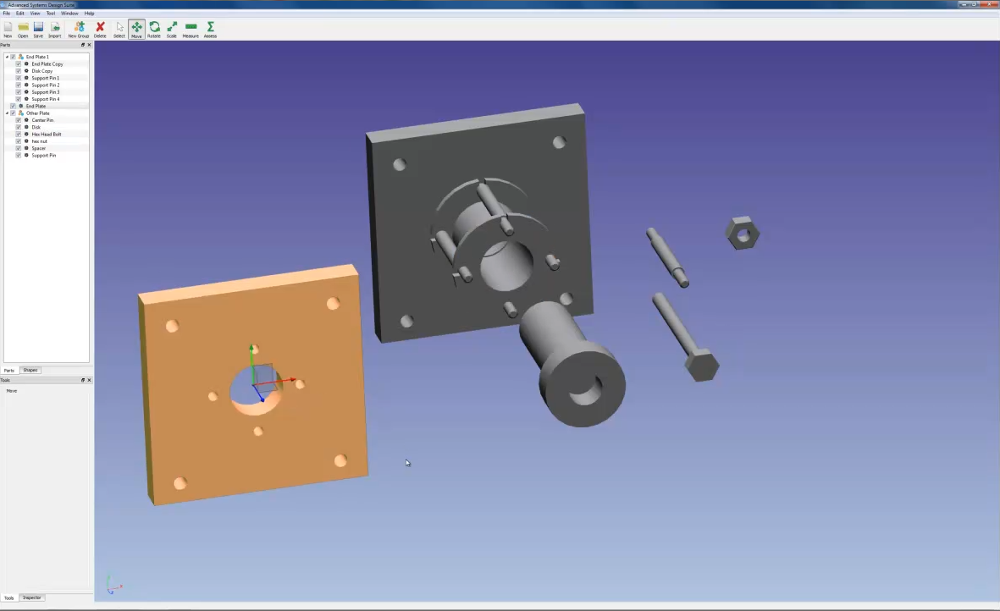 Advanced Systems Design Suite
File Edit View Tool Window Help
New Open Save Import New Group Delete Select Move Rotate Scale Measure Assess
Parts
End Plate 1
End Plate Copy
Disk Copy
Support Pin 1
Support Pin 2
Support Pin 3
Support Pin 4
End Plate
Other Plate
Center Pin
Disk
Hex Head Bolt
hex nut
Spacer
Support Pin
Parts Shapes
Tools
Move
Tools Inspector